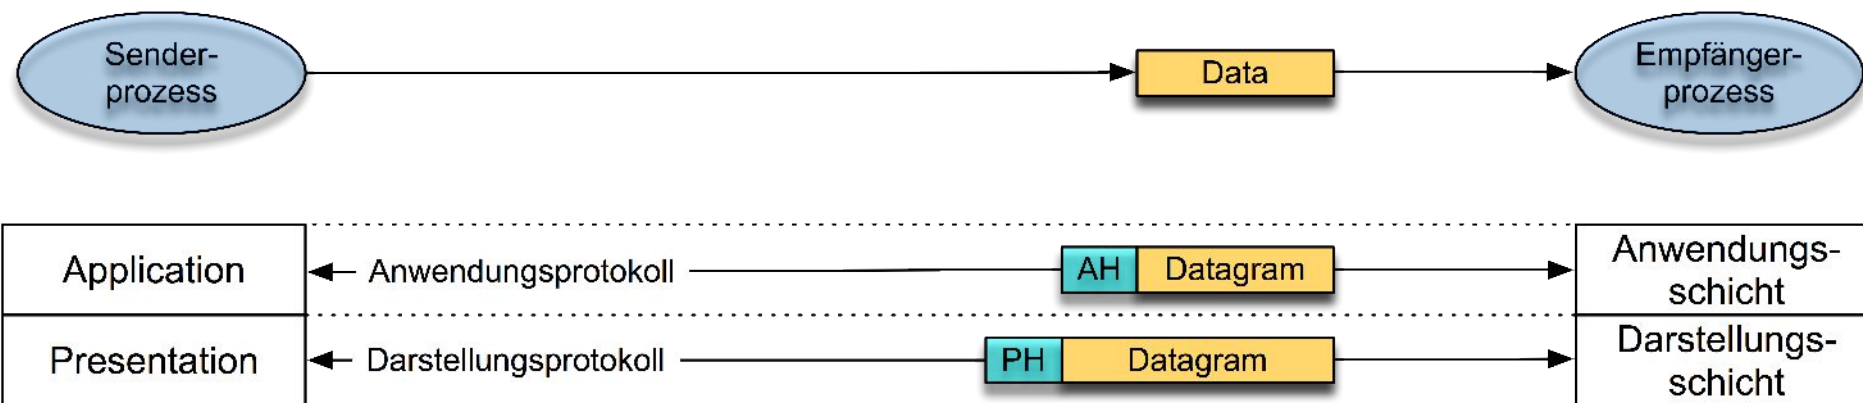 Sender-
prozess
Data
Empfänger-
prozess
Application
Anwendungsprotokoll
AH
Datagram
Anwendungs-
schicht
Presentation
Darstellungsprotokoll
PH
Datagram
Darstellungs-
schicht